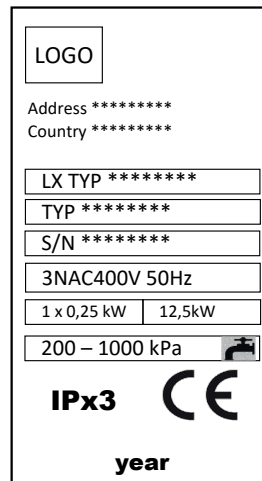 LOGO
Address *********
Country *********
LX TYP ********
TYP ********
S/N ********
3NAC400V 50Hz
1 x 0,25 kW 12,5kW
200 – 1000 kPa
IPx3 CE
year